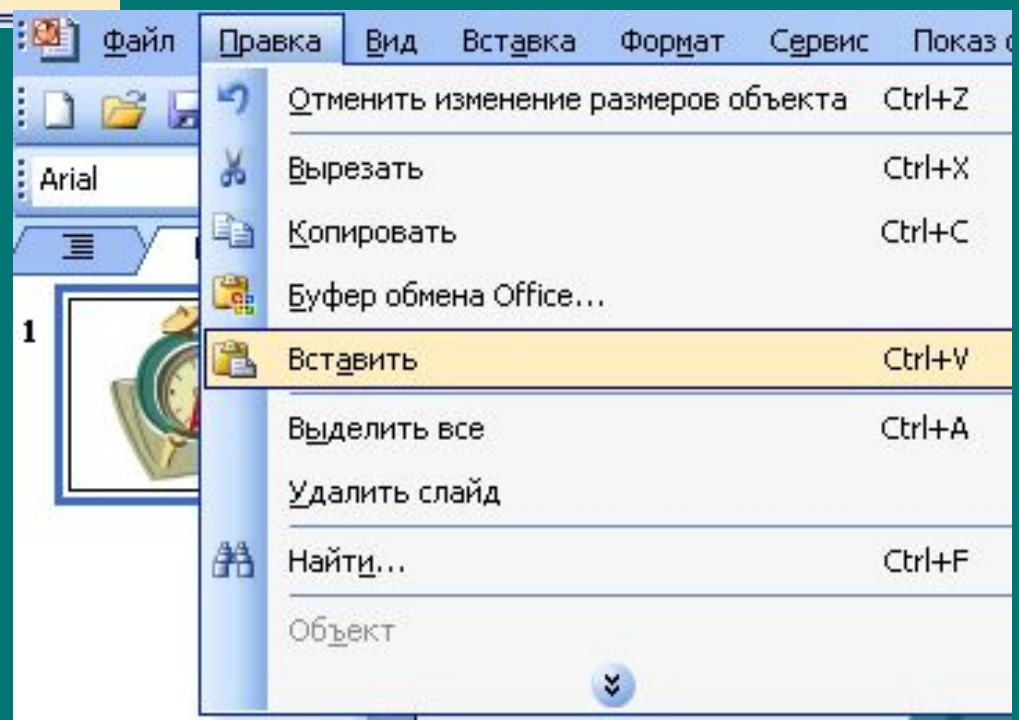 Файл Правка Вид Вставка Формат Сервис Показ
Отменить изменение размеров объекта Ctrl+Z
Arial
Вырезать Ctrl+X
Копировать Ctrl+C
Буфер обмена Office...
1
Вставить Ctrl+V
Выделить все Ctrl+A
Удалить слайд
Найти... Ctrl+F
Объект